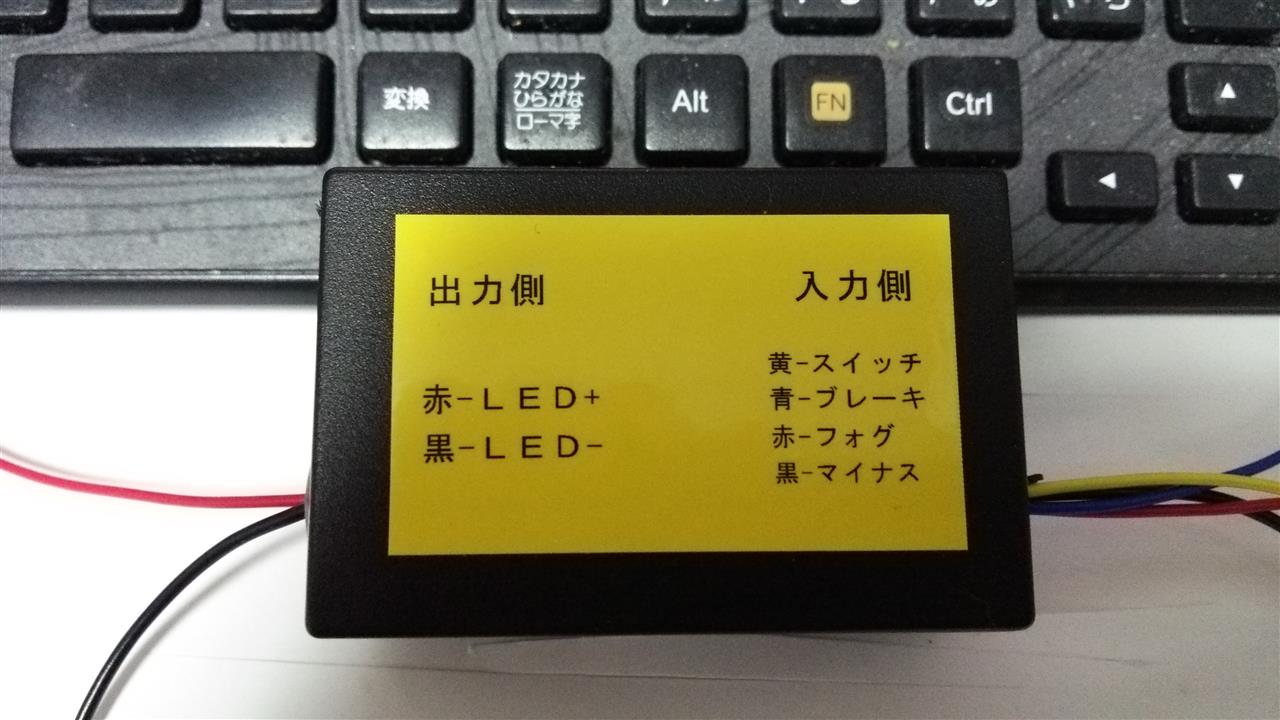 変換
カタカナ
ひらがな
ローマ字
Alt
FN
Ctrl
▲
◀
▼
出力側
赤-LED+
黒-LED-
入力側
黄-スイッチ
青-ブレーキ
赤-フォグ
黒-マイナス